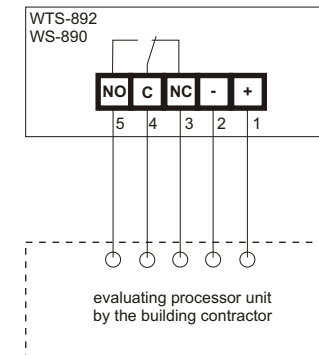 WTS-892
WS-890
NO C NC - +
5 4 3 2 1
evaluating processor unit
by the building contractor